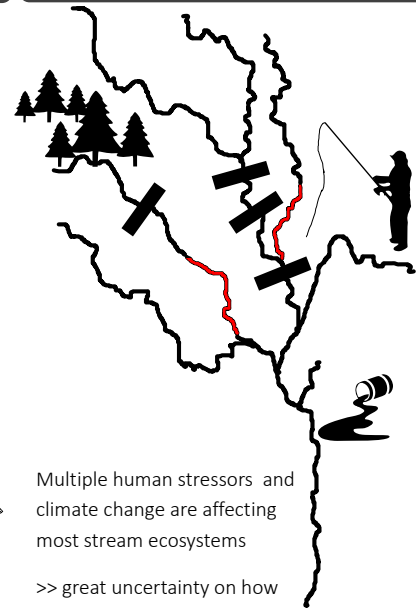 Multiple human stressors and
climate change are affecting
most stream ecosystems
>> great uncertainty on how